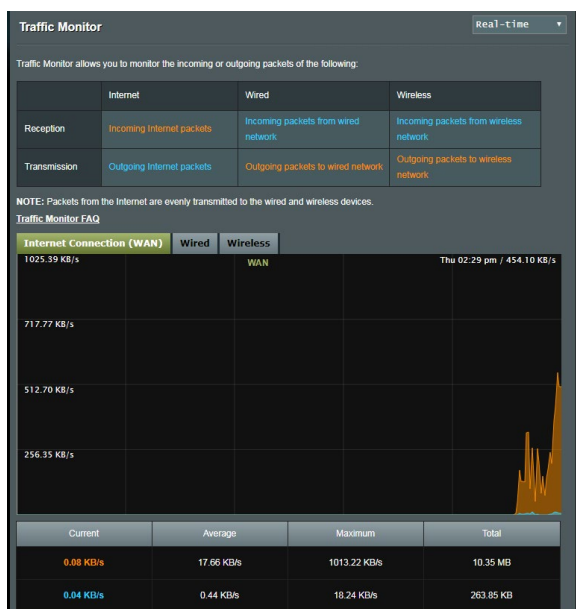 Traffic Monitor
Real-time
Traffic Monitor allows you to monitor the incoming or outgoing packets of the following:
Internet Wired Wireless
Reception Incoming Internet packets Incoming packets from wired network Incoming packets from wireless network
Transmission Outgoing Internet packets Outgoing packets to wired network Outgoing packets to wireless network
NOTE: Packets from the Internet are evenly transmitted to the wired and wireless devices.
Traffic Monitor FAQ
Internet Connection (WAN) Wired Wireless
1025.39 KB/s WAN Thu 02:29 pm / 454.10 KB/s
717.77 KB/s
512.70 KB/s
256.35 KB/s
Current Average Maximum Total
0.08 KB/s 17.66 KB/s 1013.22 KB/s 10.35 MB
0.04 KB/s 0.44 KB/s 18.24 KB/s 263.85 KB